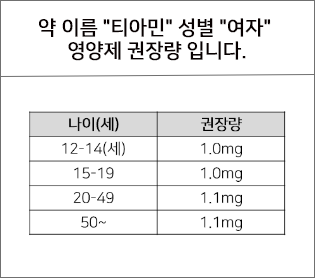 약 이름 "티아민" 성별 "여자"
영양제 권장량 입니다.
나이(세) 권장량
12-14(세) 1.0mg
15-19 1.0mg
20-49 1.1mg
50~ 1.1mg